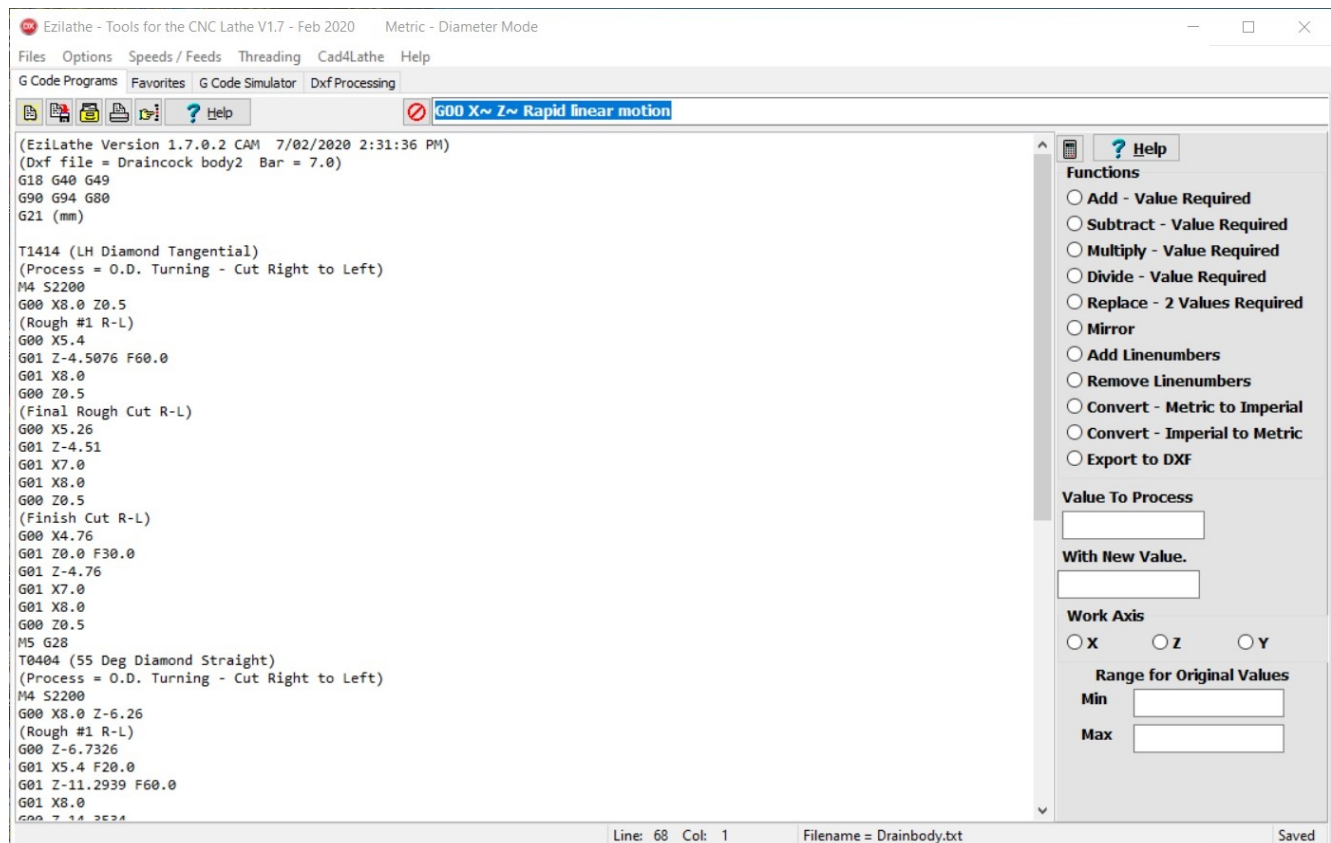 Ezilathe - Tools for the CNC Lathe V1.7 - Feb 2020 Metric - Diameter Mode
Files Options Speeds / Feeds Threading Cad4Lathe Help
G Code Programs Favorites G Code Simulator Dxf Processing
? Help G00 X~ Z~ Rapid linear motion
(EziLathe Version 1.7.0.2 CAM 7/02/2020 2:31:36 PM)
(Dxf file = Draincock body2 Bar = 7.0)
G18 G40 G49
G90 G94 G80
G21 (mm)
T1414 (LH Diamond Tangential)
(Process = O.D. Turning - Cut Right to Left)
M4 S2200
G00 X8.0 Z0.5
(Rough #1 R-L)
G00 X5.4
G01 Z-4.5076 F60.0
G01 X8.0
G00 Z0.5
(Final Rough Cut R-L)
G00 X5.26
G01 Z-4.51
G01 X7.0
G01 X8.0
G00 Z0.5
(Finish Cut R-L)
G00 X4.76
G01 Z0.0 F30.0
G01 Z-4.76
G01 X7.0
G01 X8.0
G00 Z0.5
M5 G28
T0404 (55 Deg Diamond Straight)
(Process = O.D. Turning - Cut Right to Left)
M4 S2200
G00 X8.0 Z-6.26
(Rough #1 R-L)
G00 Z-6.7326
G01 X5.4 F20.0
G01 Z-11.2939 F60.0
G01 X8.0
G00 Z-14.3534
? Help
Functions
Add - Value Required
Subtract - Value Required
Multiply - Value Required
Divide - Value Required
Replace - 2 Values Required
Mirror
Add Linenumbers
Remove Linenumbers
Convert - Metric to Imperial
Convert - Imperial to Metric
Export to DXF
Value To Process
With New Value.
Work Axis
X Z Y
Range for Original Values
Min
Max
Line: 68 Col: 1 Filename = Drainbody.txt Saved